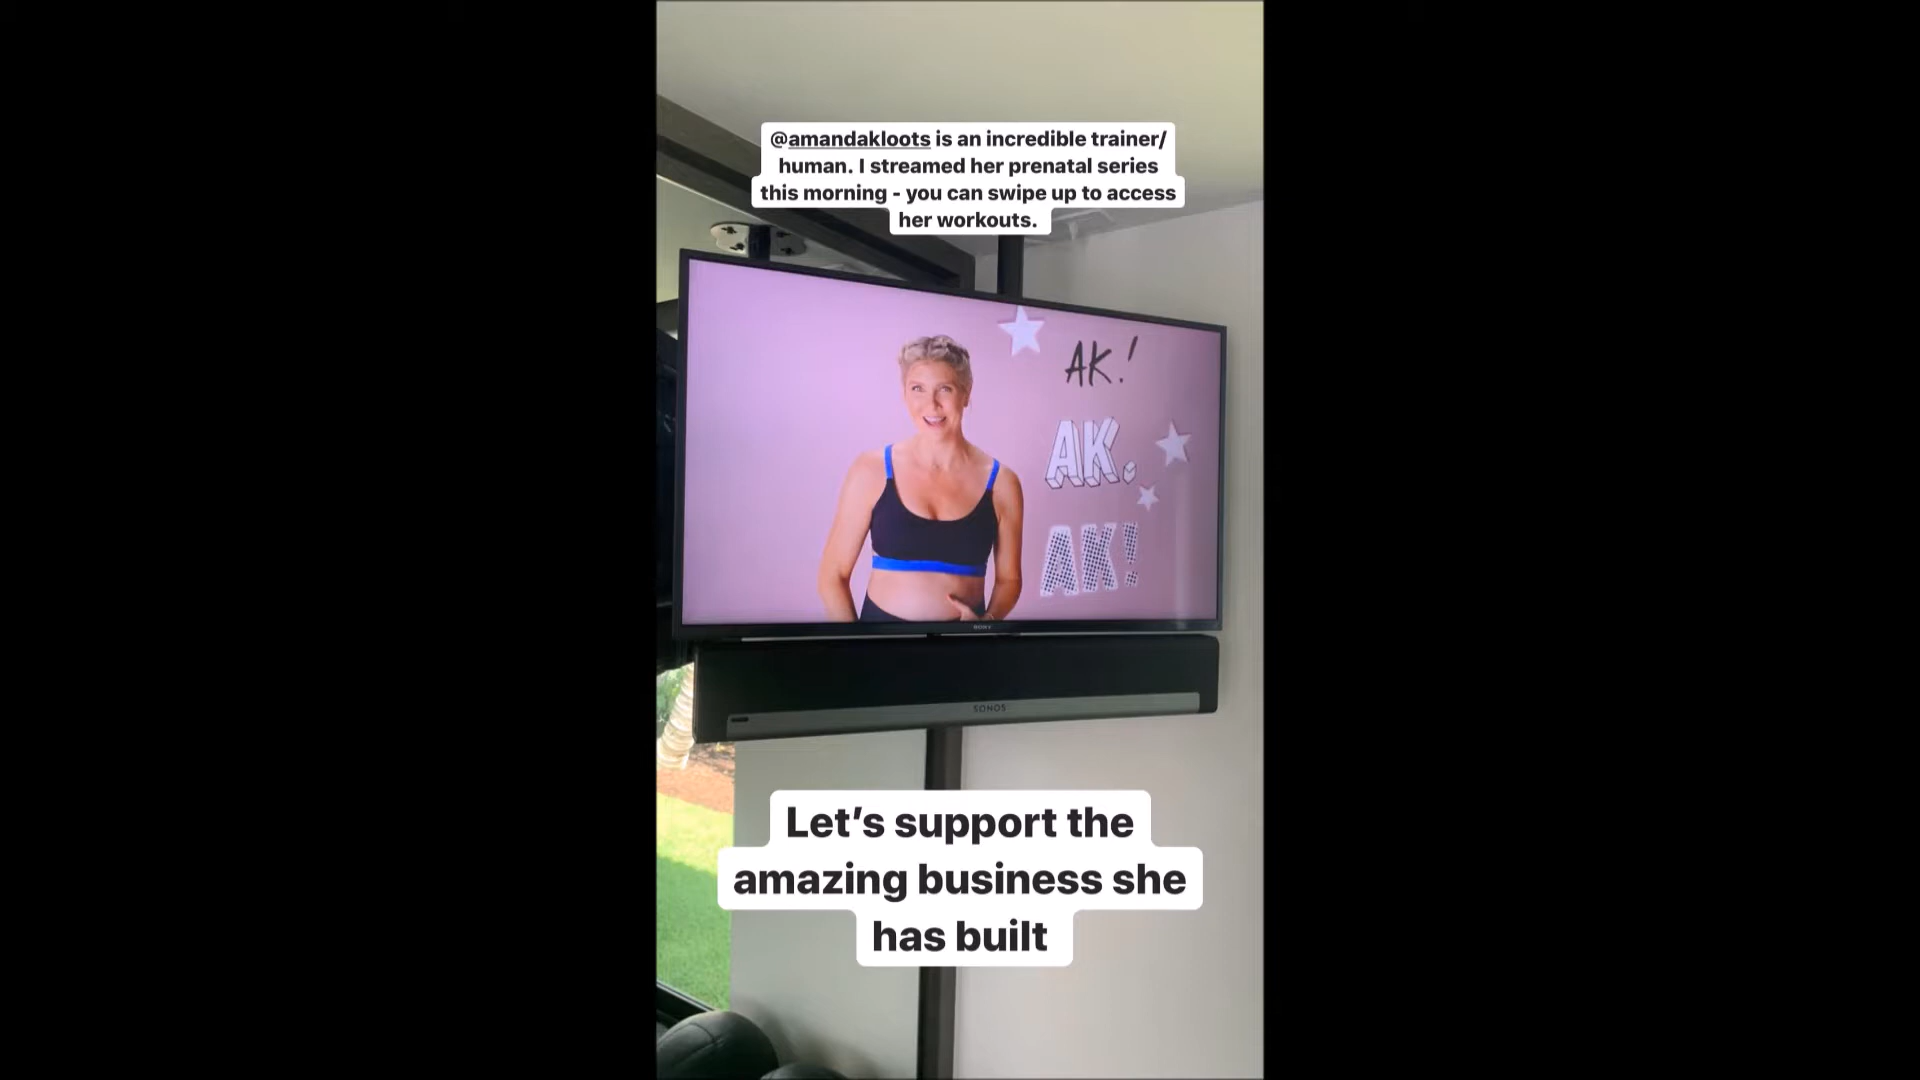 @amandakloots is an incredible trainer/
human. I streamed her prenatal series
this morning - you can swipe up to access
her workouts.
AK!
AK.
AK!
SONY
SONOS
Let’s support the
amazing business she
has built